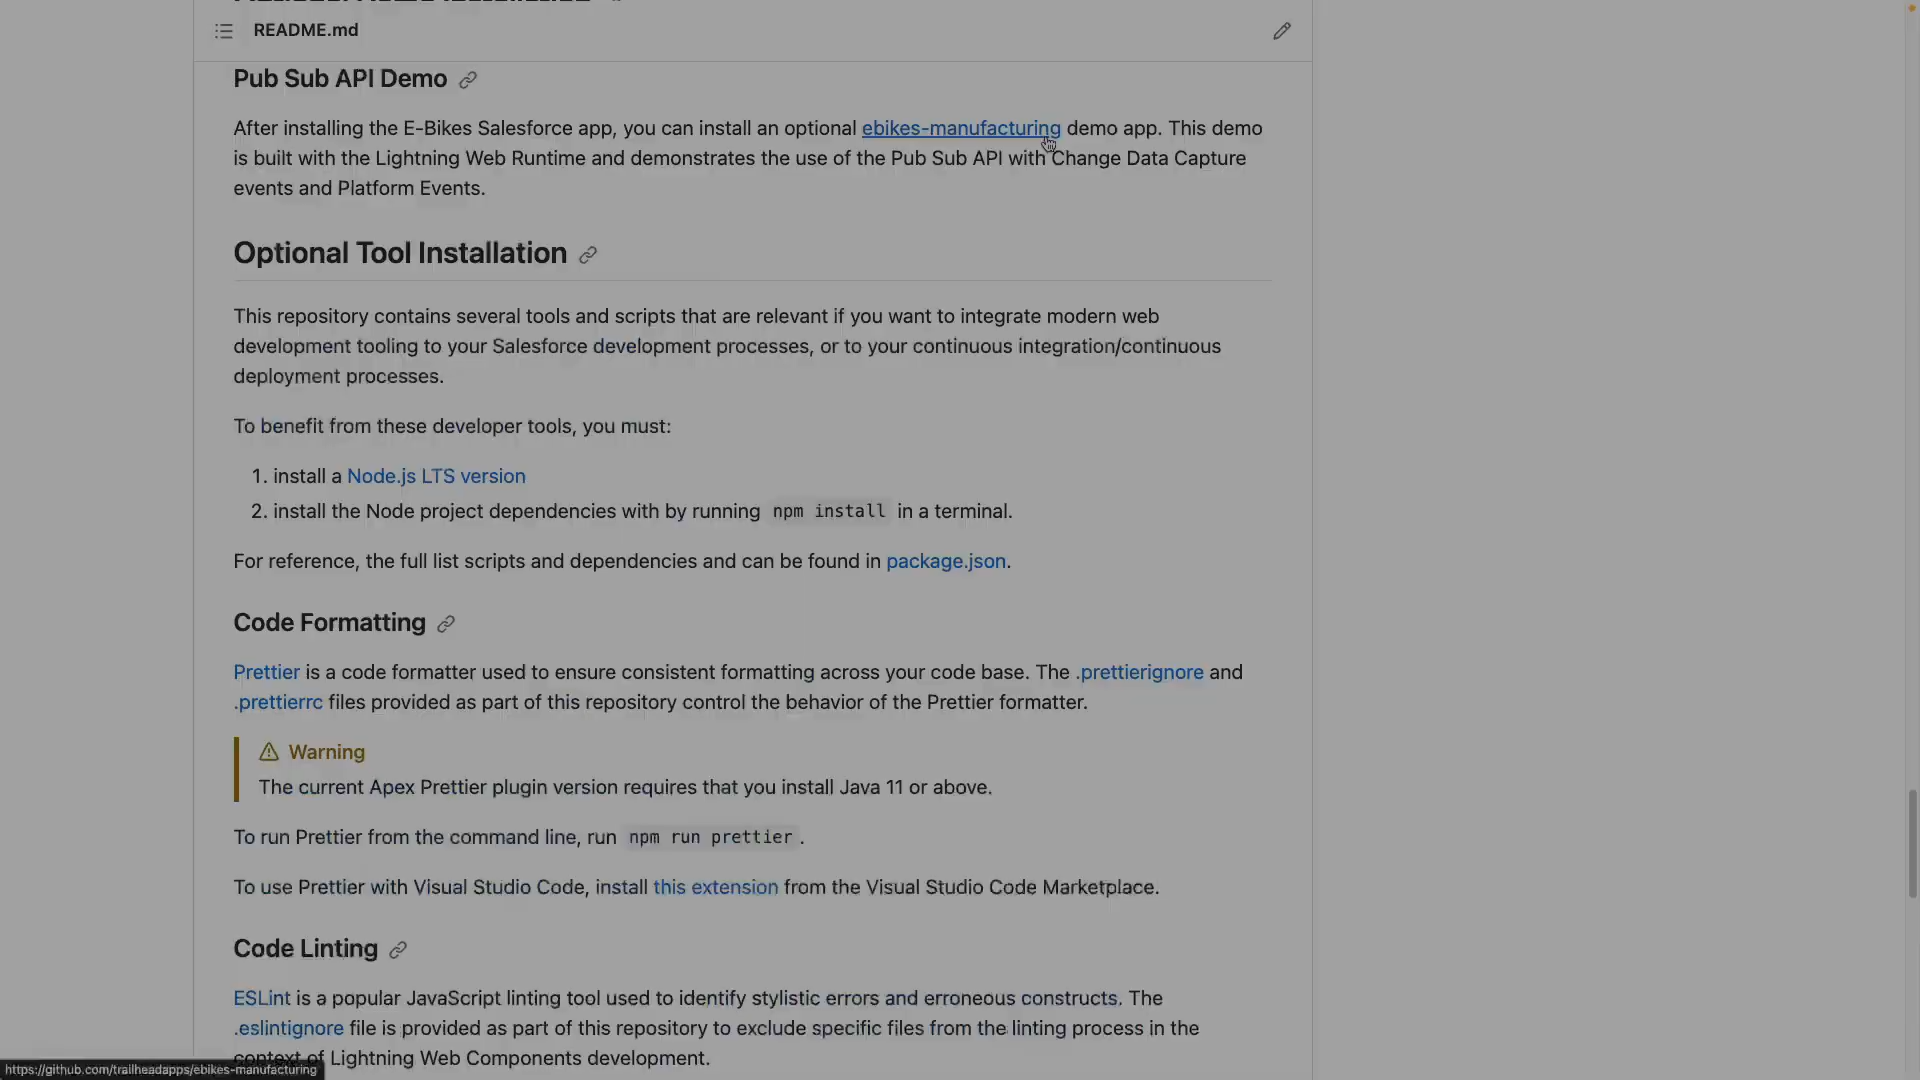 README.md
Pub Sub API Demo
After installing the E-Bikes Salesforce app, you can install an optional ebikes-manufacturing demo app. This demo
is built with the Lightning Web Runtime and demonstrates the use of the Pub Sub API with Change Data Capture
events and Platform Events.
Optional Tool Installation
This repository contains several tools and scripts that are relevant if you want to integrate modern web
development tooling to your Salesforce development processes, or to your continuous integration/continuous
deployment processes.
To benefit from these developer tools, you must:
1. install a Node.js LTS version
2. install the Node project dependencies with by running npm install in a terminal.
For reference, the full list scripts and dependencies and can be found in package.json.
Code Formatting
Prettier is a code formatter used to ensure consistent formatting across your code base. The .prettierignore and
.prettierrc files provided as part of this repository control the behavior of the Prettier formatter.
Warning
The current Apex Prettier plugin version requires that you install Java 11 or above.
To run Prettier from the command line, run npm run prettier .
To use Prettier with Visual Studio Code, install this extension from the Visual Studio Code Marketplace.
Code Linting
ESLint is a popular JavaScript linting tool used to identify stylistic errors and erroneous constructs. The
.eslintignore file is provided as part of this repository to exclude specific files from the linting process in the
context of Lightning Web Components development.
https://github.com/trailheadapps/ebikes-manufacturing